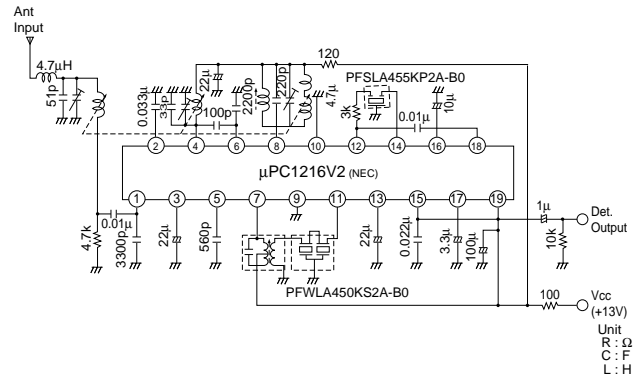 Ant
Input
4.7μH
51p
0.033μ
33p
22μ
100p
2200p
220p
4.7μ
120
PFSLA455KP2A-B0
3k
10μ
0.01μ
2
4
6
8
10
12
14
16
18
μPC1216V2 (NEC)
1
3
5
7
9
11
13
15
17
19
0.01μ
4.7k
3300p
22μ
560p
22μ
0.022μ
3.3μ
100μ
1μ
Det.
Output
10k
PFWLA450KS2A-B0
100
Vcc
(+13V)
Unit
R : Ω
C : F
L : H